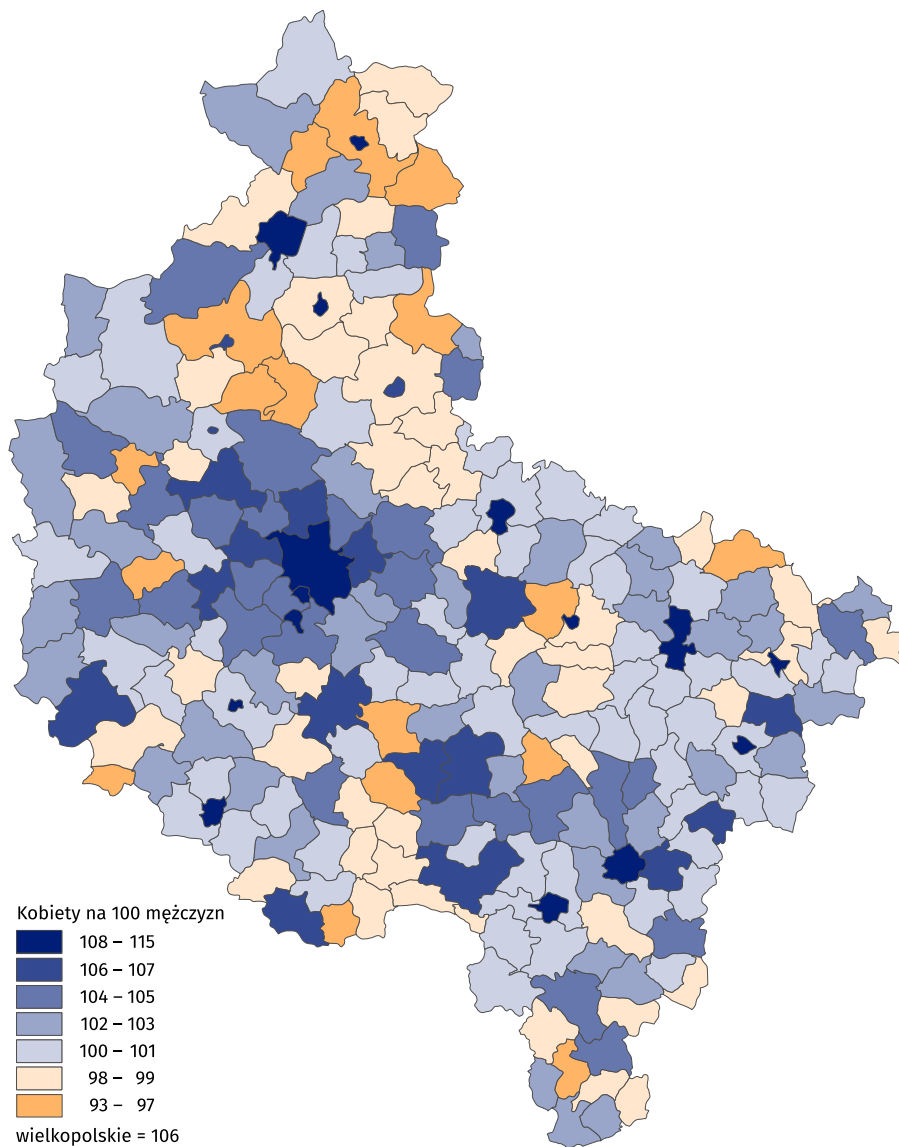 Kobiety na 100 mężczyzn
108 – 115
106 – 107
104 – 105
102 – 103
100 – 101
98 – 99
93 – 97
wielkopolskie = 106